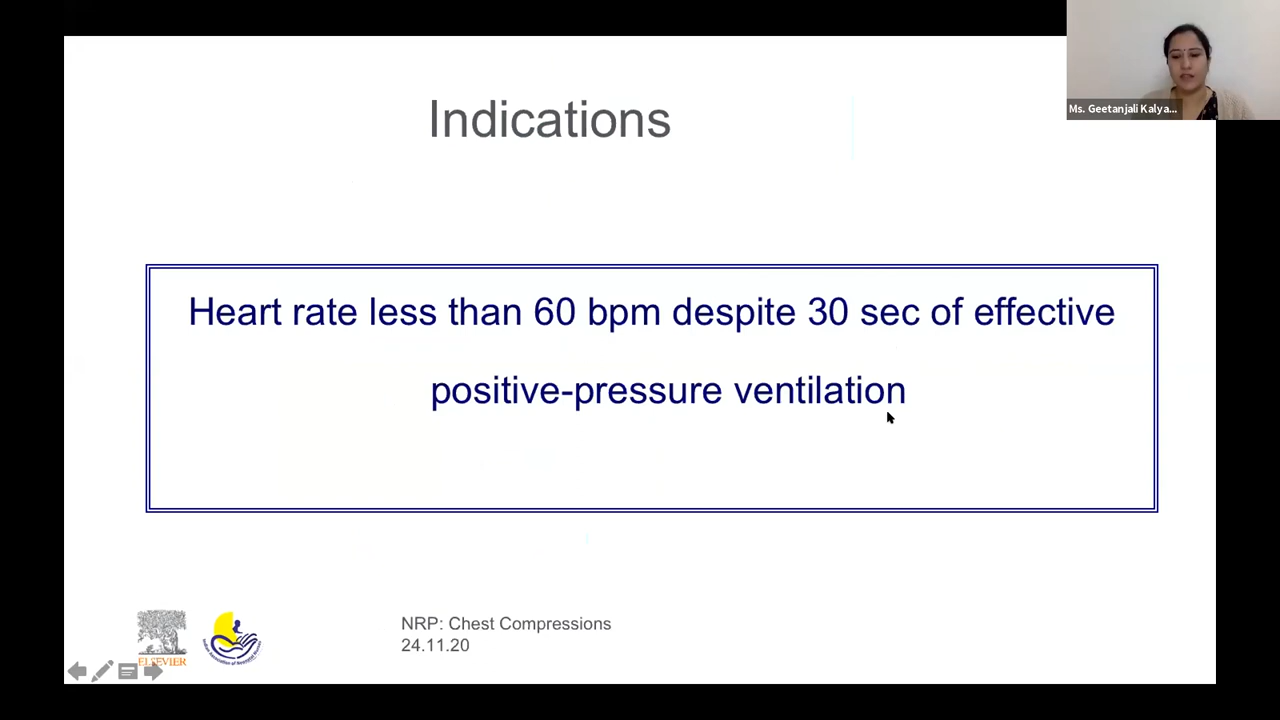 Ms. Geetanjali Kalya...
Indications
Heart rate less than 60 bpm despite 30 sec of effective
positive-pressure ventilation
NRP: Chest Compressions
24.11.20
ELSEVIER